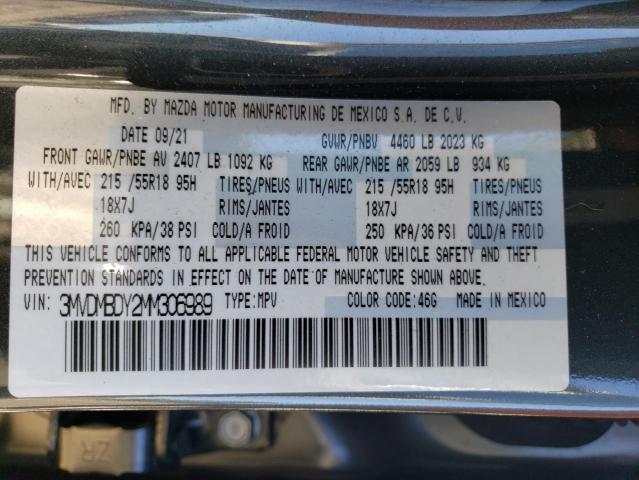 MFD. BY MAZDA MOTOR MANUFACTURING DE MEXICO S.A. DE C.V.
DATE 09/21 GVWR/PNBV 4460 LB 2023 KG
FRONT GAWR/PNBE AV 2407 LB 1092 KG REAR GAWR/PNBE AR 2059 LB 934 KG
WITH/AVEC 215 /55R18 95H TIRES/PNEUS WITH/AVEC 215 /55R18 95H TIRES/PNEUS
18X7J RIMS/JANTES 18X7J RIMS/JANTES
260 KPA/38 PSI COLD/A FROID 250 KPA/36 PSI COLD/A FROID
THIS VEHICLE CONFORMS TO ALL APPLICABLE FEDERAL MOTOR VEHICLE SAFETY AND THEFT
PREVENTION STANDARDS IN EFFECT ON THE DATE OF MANUFACTURE SHOWN ABOVE.
VIN: 3MVDMBDY2MM306989 TYPE:MPV COLOR CODE:46G MADE IN MEXICO
ZR